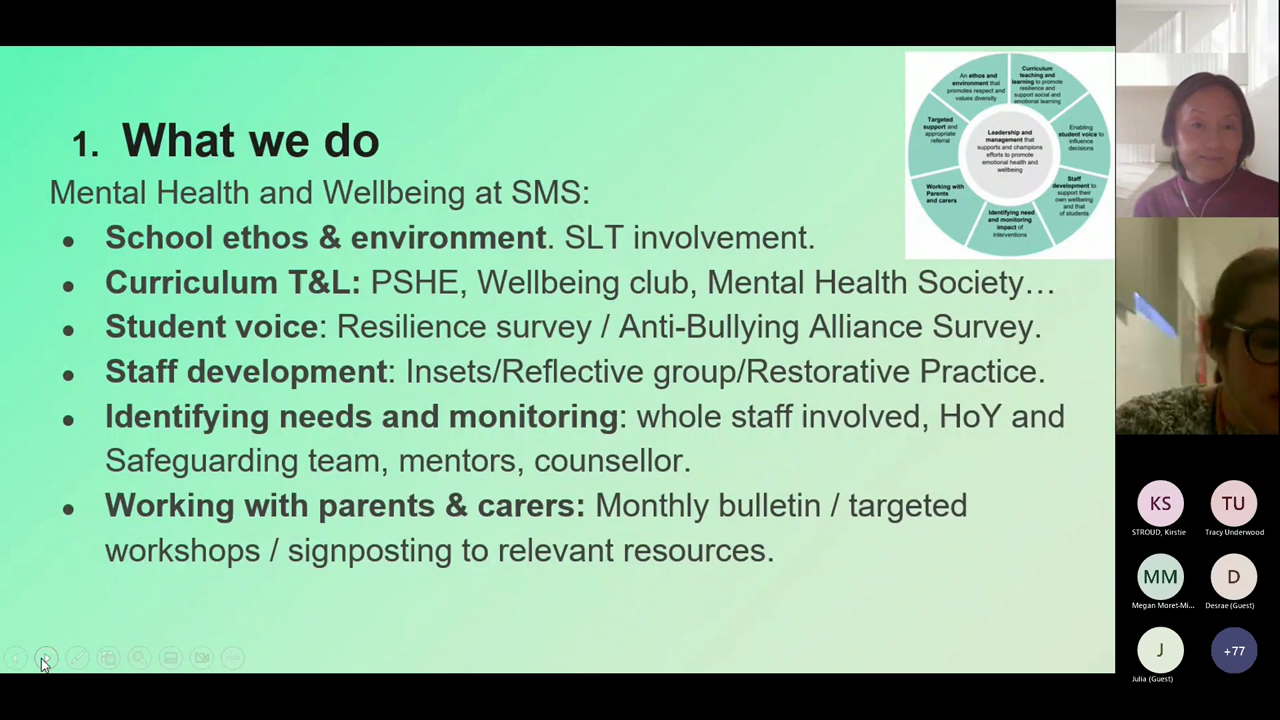 1. What we do
Mental Health and Wellbeing at SMS:
● School ethos & environment. SLT involvement.
● Curriculum T&L: PSHE, Wellbeing club, Mental Health Society…
● Student voice: Resilience survey / Anti-Bullying Alliance Survey.
● Staff development: Insets/Reflective group/Restorative Practice.
● Identifying needs and monitoring: whole staff involved, HoY and
Safeguarding team, mentors, counsellor.
● Working with parents & carers: Monthly bulletin / targeted
workshops / signposting to relevant resources.
An ethos and
environment that
promotes respect and
values diversity
Curriculum
teaching and
learning to promote
resilience and
support social and
emotional learning
Enabling
student voice to
influence
decisions
Staff
development to
support their
own wellbeing
and that
of students
Identifying need
and monitoring
impact of
interventions
Working with
Parents
and carers
Targeted
support and
appropriate
referral
Leadership and
management that
supports and champions
efforts to promote
emotional health and
wellbeing
KS
STROUD, Kirstie
TU
Tracy Underwood
MM
Megan Moret-Mi...
D
Desrae (Guest)
J
Julia (Guest)
+77